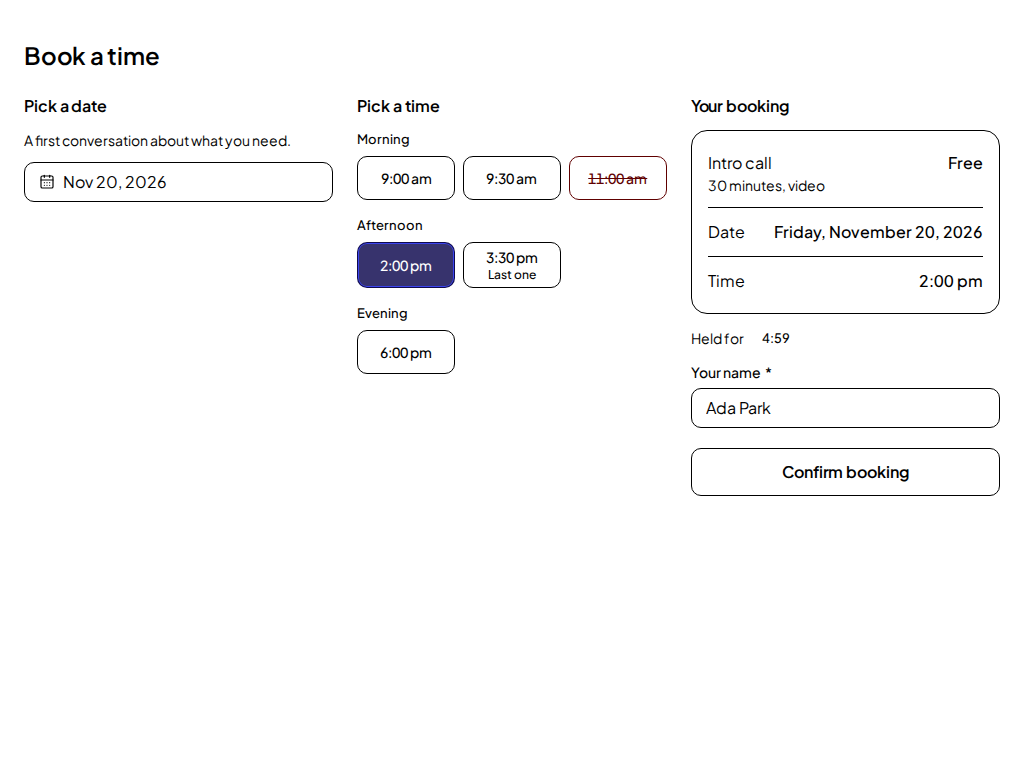 Book a time
Pick a date
A first conversation about what you need.
Nov 20, 2026
Pick a time
Morning
9:00 am
9:30 am
11:00 am
Afternoon
2:00 pm
3:30 pm
Last one
Evening
6:00 pm
Your booking
Intro call Free
30 minutes, video
Date Friday, November 20, 2026
Time 2:00 pm
Held for 4:59
Your name *
Ada Park
Confirm booking